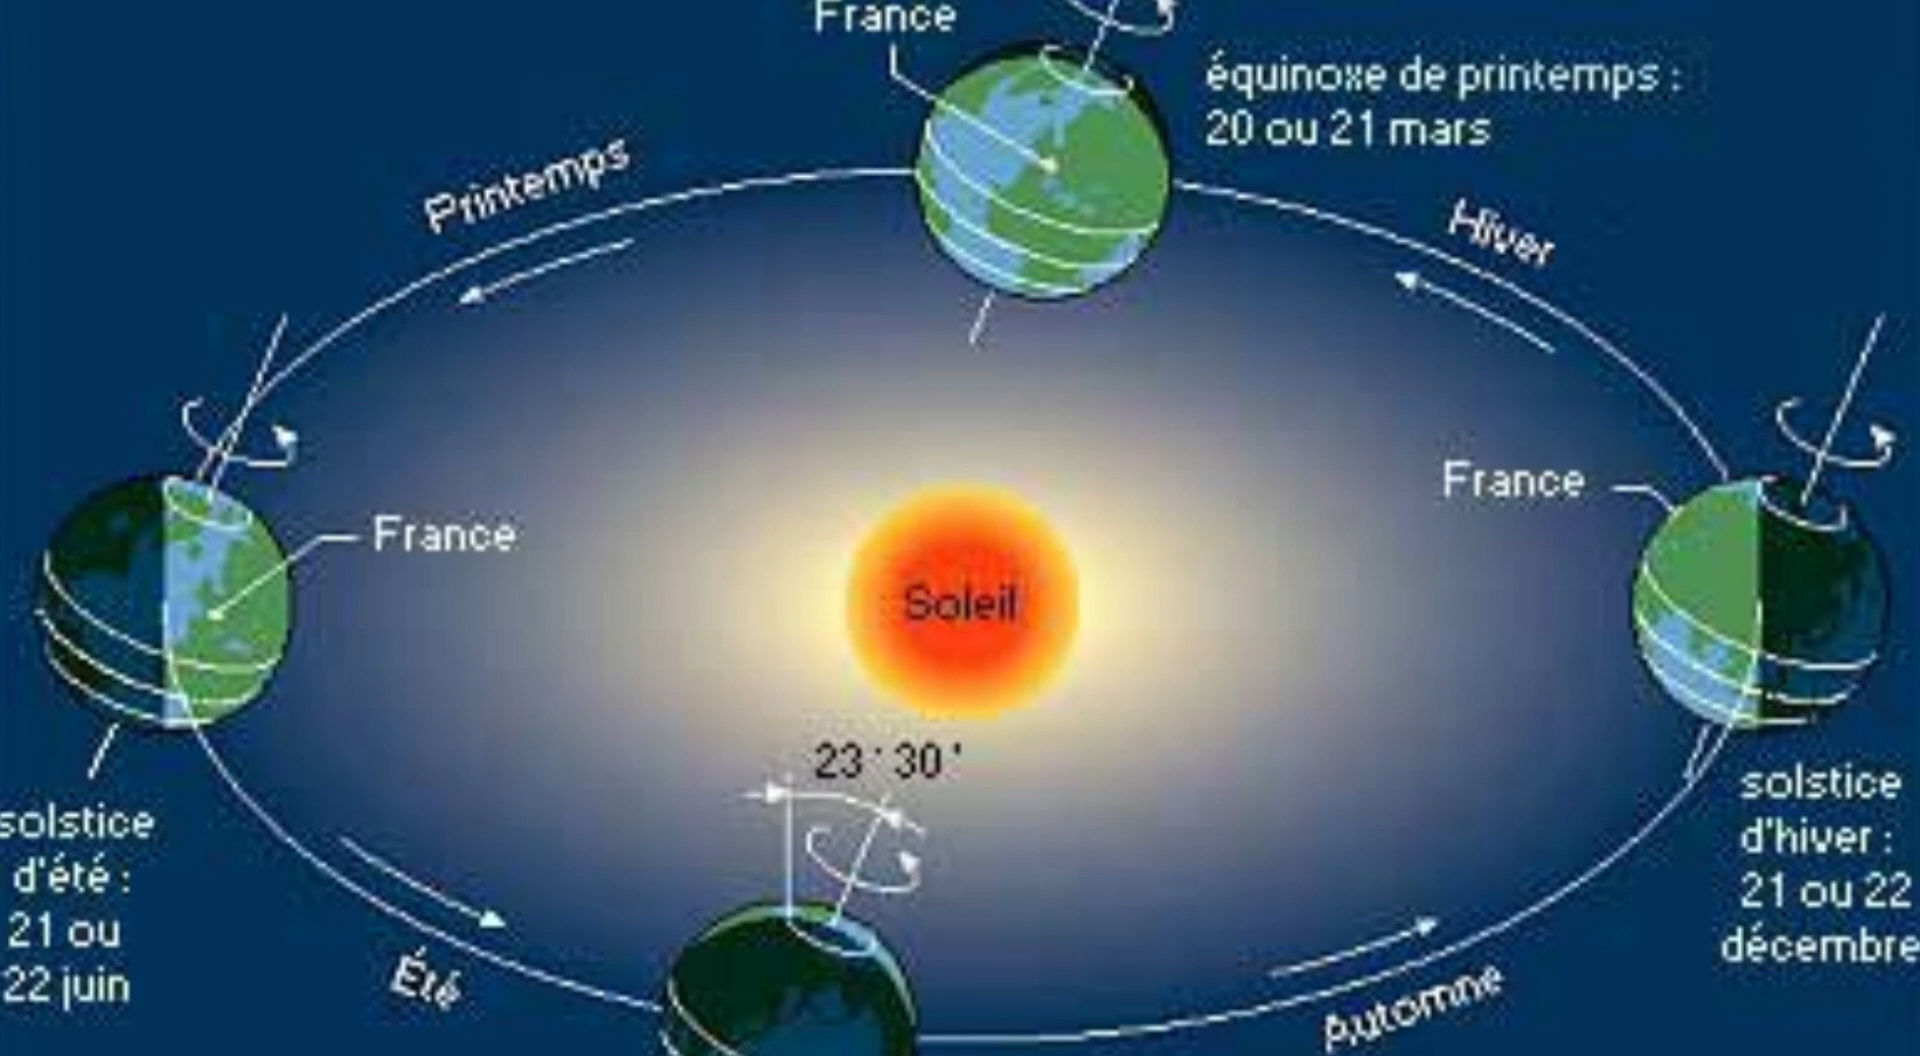 France
équinoxe de printemps :
20 ou 21 mars
Printemps
Hiver
France
France
Soleil
23° 30'
solstice
d'été :
21 ou
22 juin
solstice
d'hiver :
21 ou 22
décembre
Été
Automne